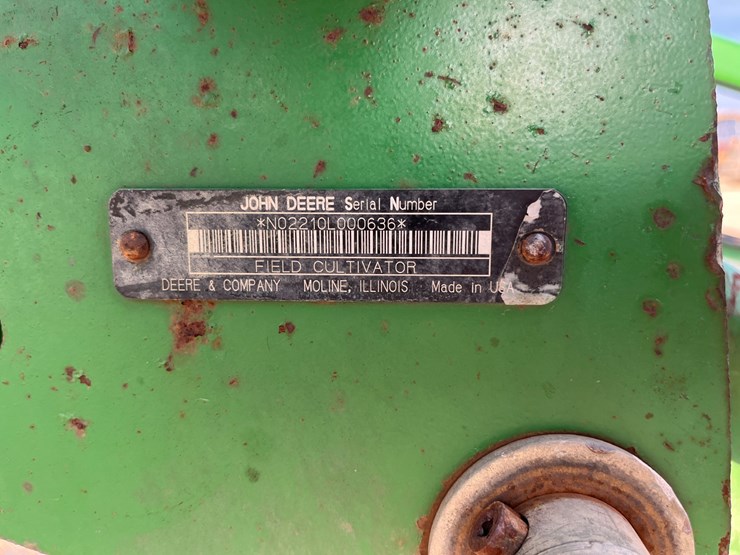 JOHN DEERE Serial Number
*N02210L000636*
FIELD CULTIVATOR
DEERE & COMPANY MOLINE, ILLINOIS Made in USA